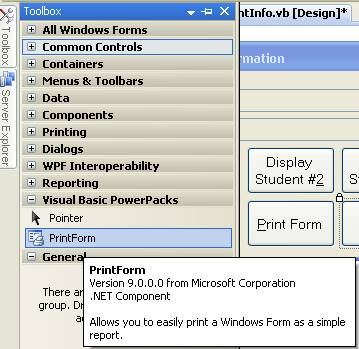 Toolbox
ntInfo.vb [Design]*
Toolbox
Server Explorer
All Windows Forms
Common Controls
Containers
Menus & Toolbars
Data
Components
Printing
Dialogs
WPF Interoperability
Reporting
Visual Basic PowerPacks
Pointer
PrintForm
General
There are
group. Drag
rmation
Display
Student #2
S
Print Form
PrintForm
Version 9.0.0.0 from Microsoft Corporation
.NET Component
Allows you to easily print a Windows Form as a simple
report.